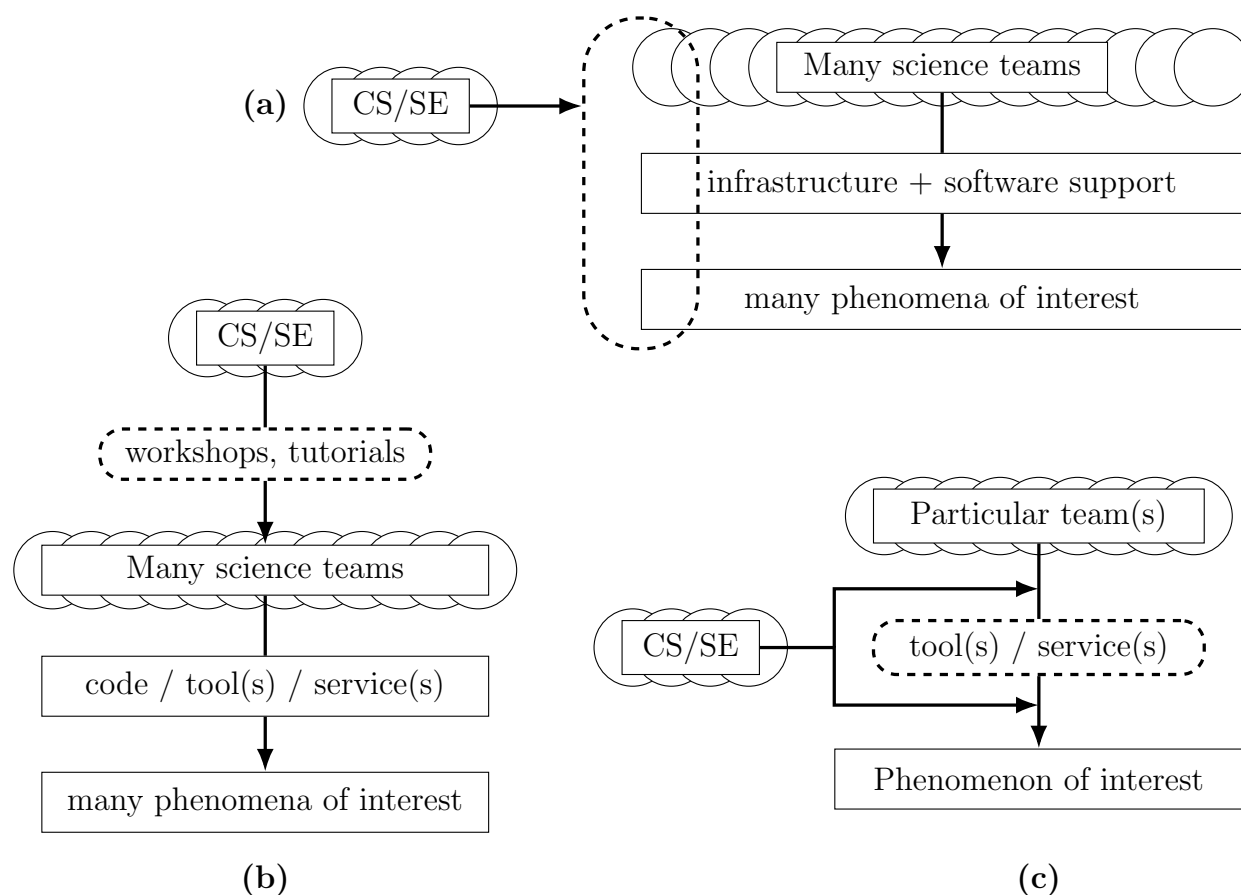 (a)
CS/SE
Many science teams
infrastructure + software support
many phenomena of interest
CS/SE
workshops, tutorials
Many science teams
code / tool(s) / service(s)
many phenomena of interest
(b)
Particular team(s)
CS/SE
tool(s) / service(s)
Phenomenon of interest
(c)